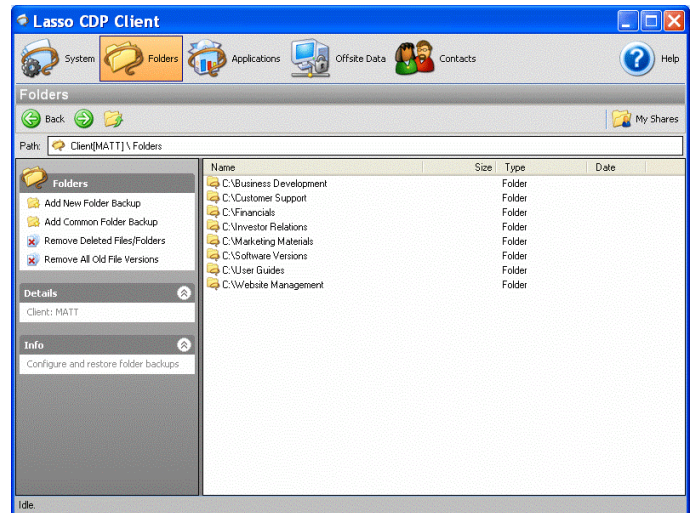 Lasso CDP Client
System Folders Applications Offsite Data Contacts Help
Folders
Back My Shares
Path: Client[MATT] \ Folders
Folders
Add New Folder Backup
Add Common Folder Backup
Remove Deleted Files/Folders
Remove All Old File Versions
Details
Client: MATT
Info
Configure and restore folder backups
Name Size Type Date
C:\Business Development Folder
C:\Customer Support Folder
C:\Financials Folder
C:\Investor Relations Folder
C:\Marketing Materials Folder
C:\Software Versions Folder
C:\User Guides Folder
C:\Website Management Folder
Idle.